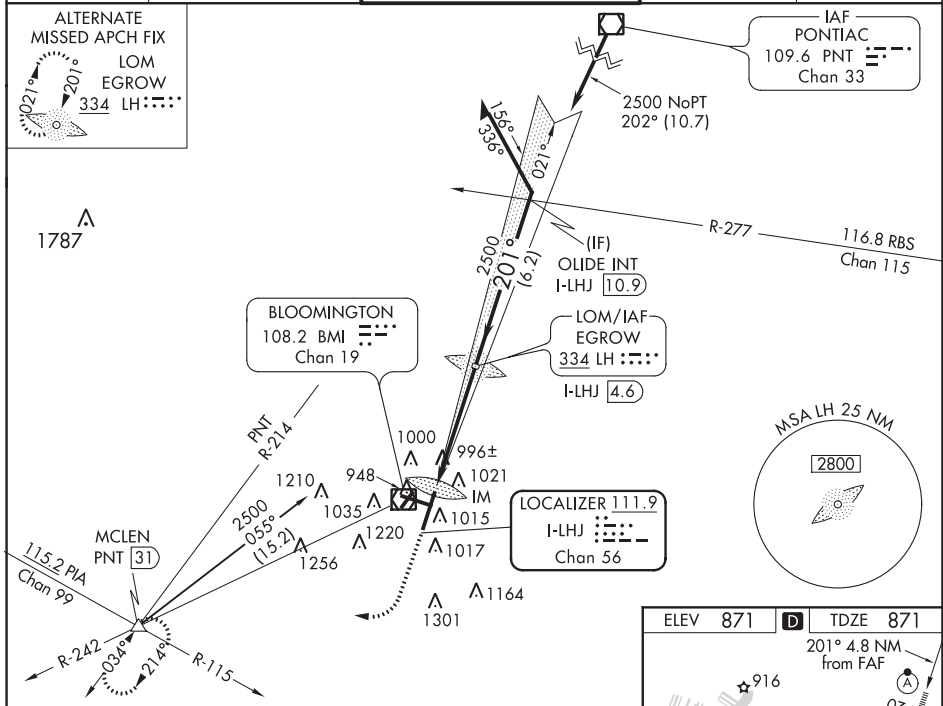 ALTERNATE
MISSED APCH FIX
LOM
EGROW
334 LH
021°
201°
IAF
PONTIAC
109.6 PNT
Chan 33
2500 NoPT
202° (10.7)
156°
336°
021°
1787
R-277
116.8 RBS
Chan 115
2500
201°
(6.2)
(IF)
OLIDE INT
I-LHJ 10.9
BLOOMINGTON
108.2 BMI
Chan 19
LOM/IAF
EGROW
334 LH
I-LHJ 4.6
MSA LH 25 NM
2800
PNT
R-214
1000
996±
948
1021
IM
1210
1035
1015
1220
1256
1017
1164
1301
LOCALIZER 111.9
I-LHJ
Chan 56
2500
055°
(15.2)
MCLEN
PNT 31
115.2 PIA
Chan 99
R-242
034°
214°
R-115
ELEV 871 D TDZE 871
201° 4.8 NM
from FAF
916
A